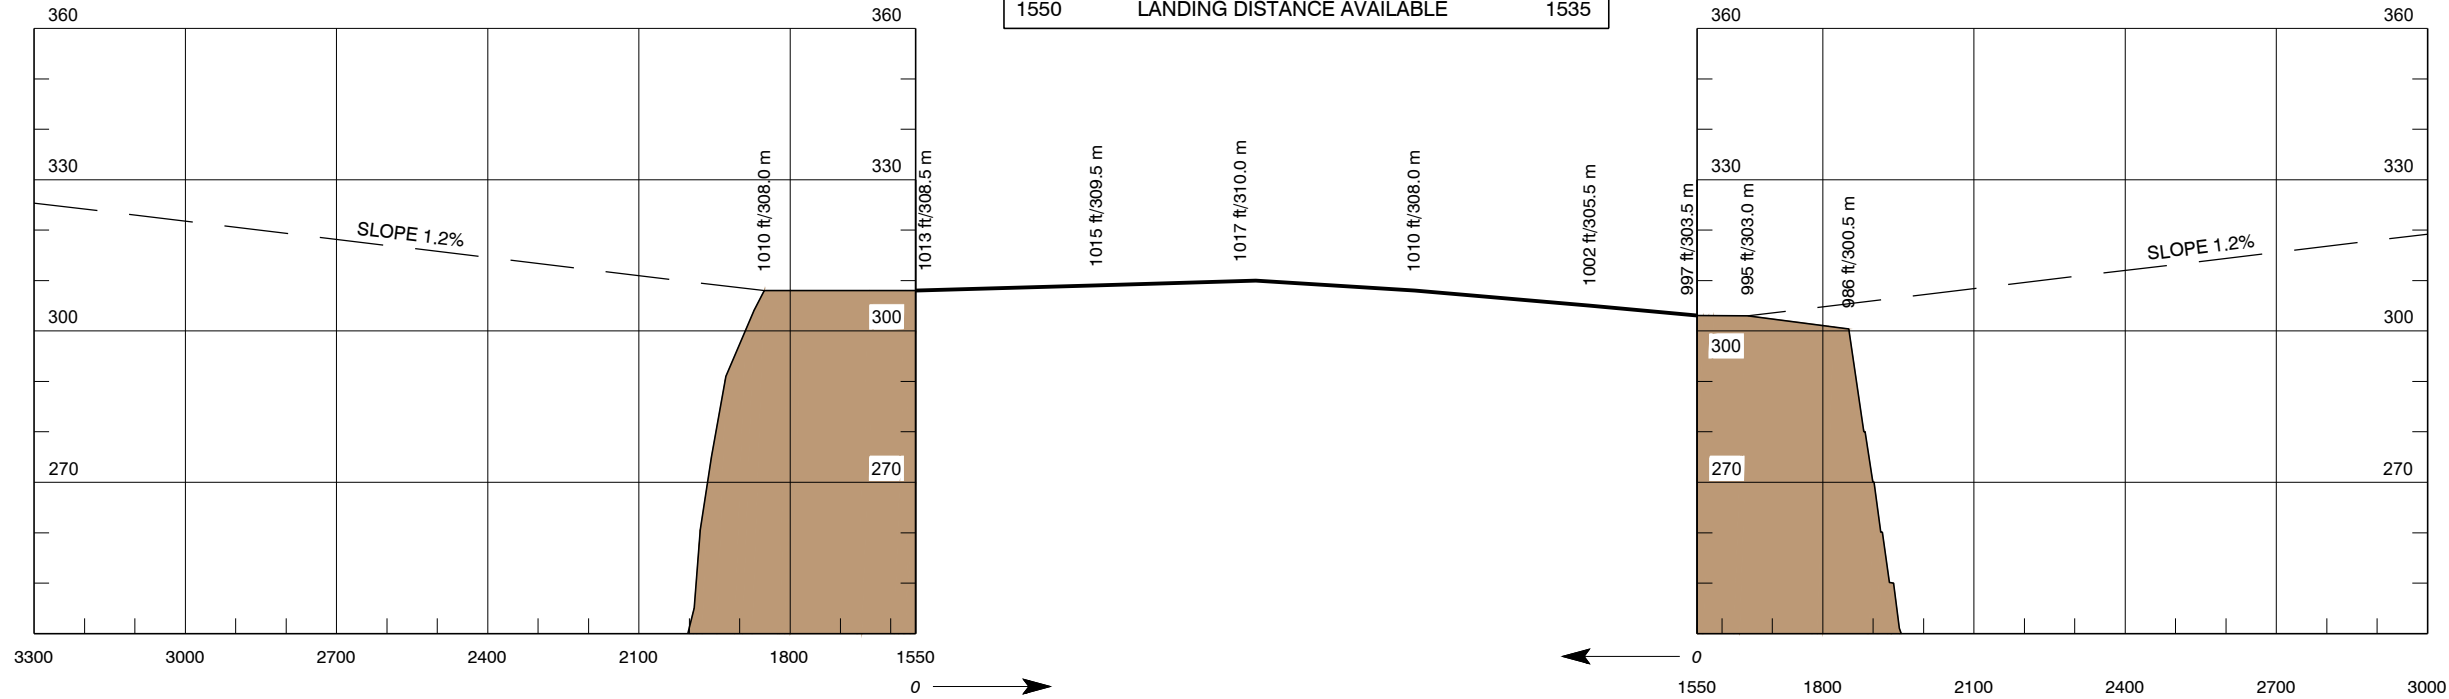 1550 LANDING DISTANCE AVAILABLE 1535
360 360 360 360
330 330 330 330
1010 ft/308.0 m
1013 ft/308.5 m
1015 ft/309.5 m
1017 ft/310.0 m
1010 ft/308.0 m
1002 ft/305.5 m
997 ft/303.5 m
995 ft/303.0 m
986 ft/300.5 m
SLOPE 1.2%
SLOPE 1.2%
300 300 300 300
270 270 270 270
3300 3000 2700 2400 2100 1800 1550
0
0
1550 1800 2100 2400 2700 3000